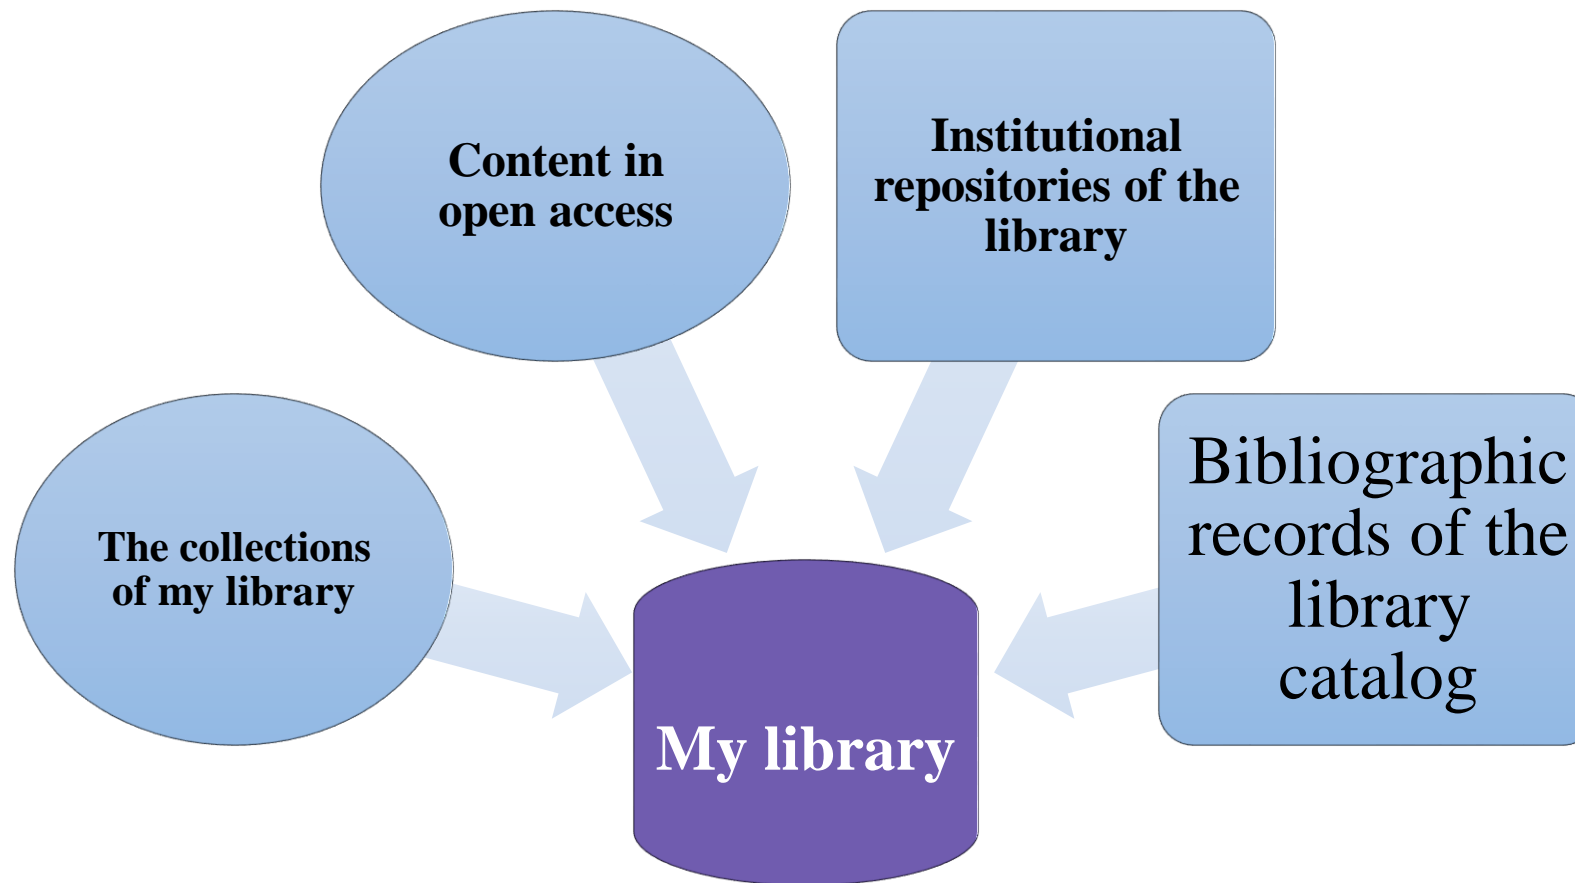 Content in
open access
Institutional
repositories of the
library
The collections
of my library
Bibliographic
records of the
library
catalog
My library